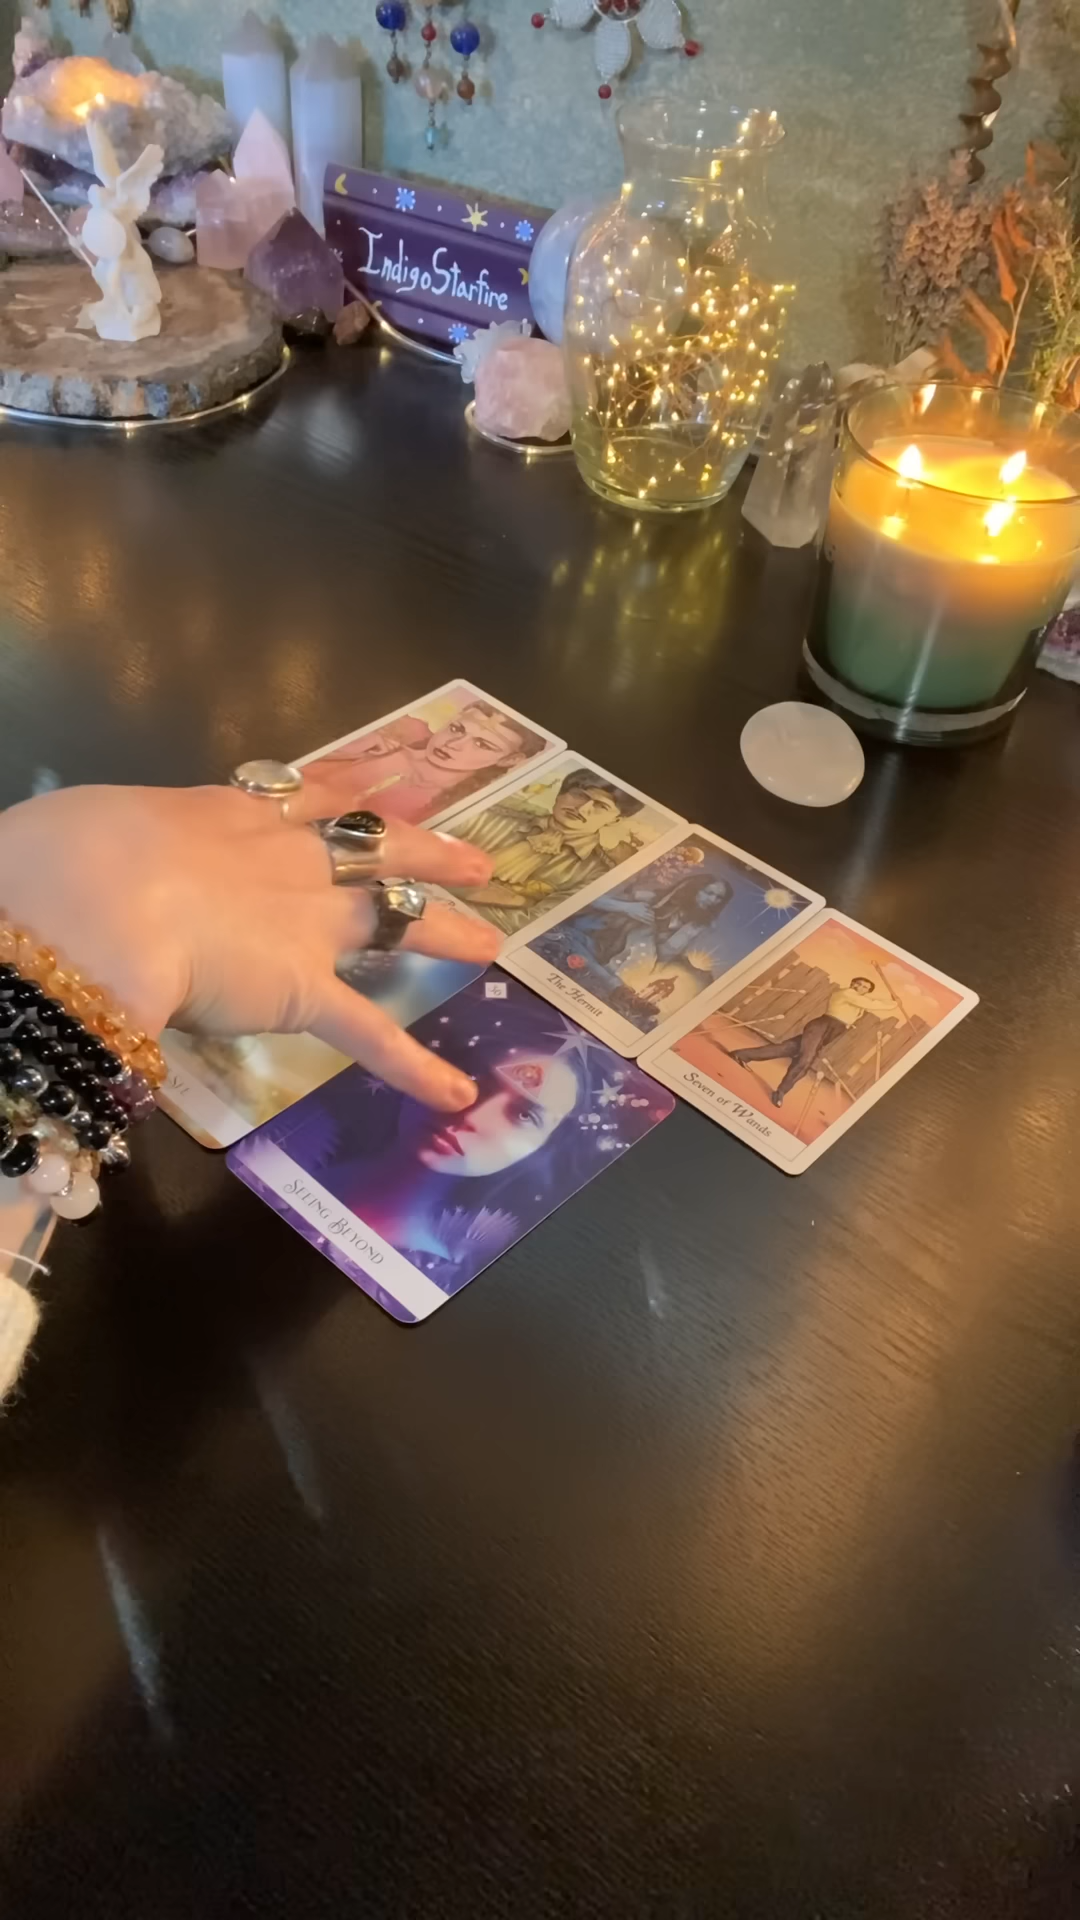 IndigoStarfire
The Hermit
Seven of Wands
Seeing Beyond